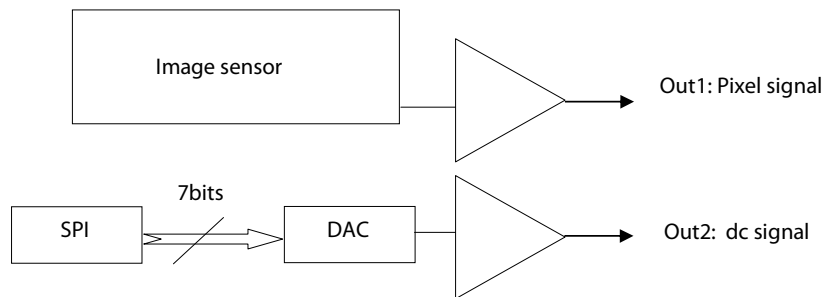 Image sensor
Out1: Pixel signal
7bits
SPI
DAC
Out2: dc signal